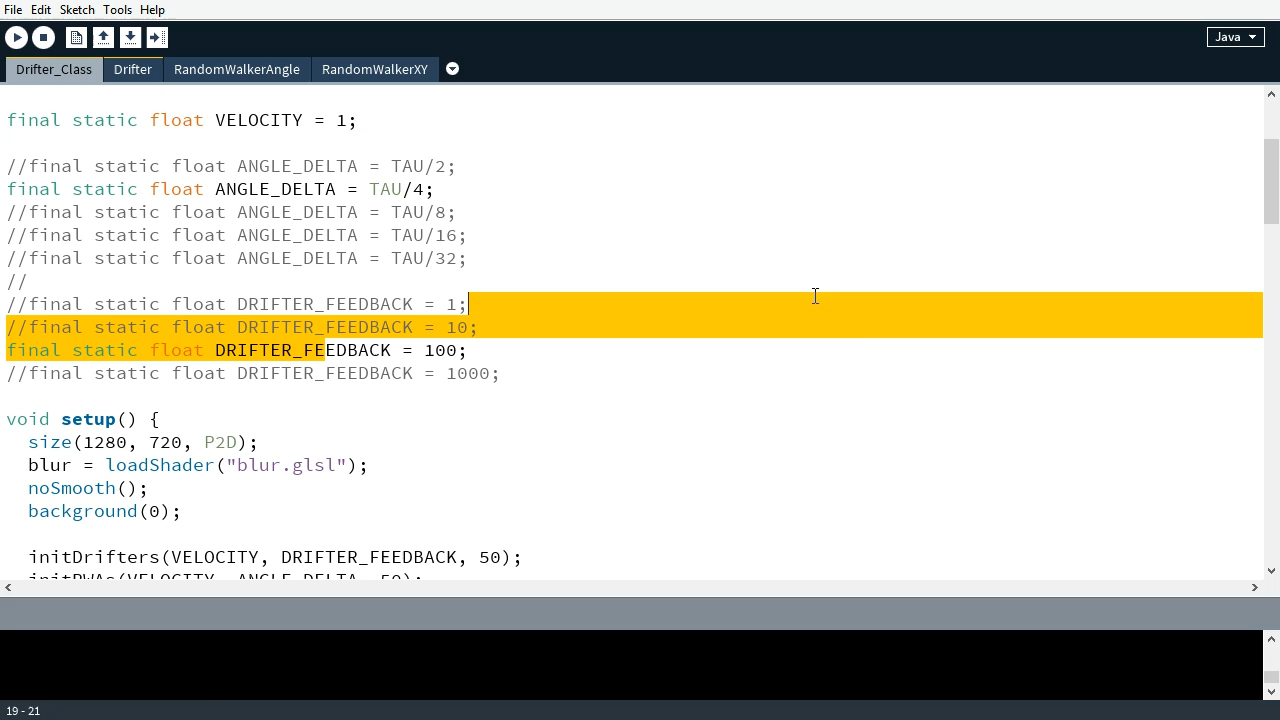 File Edit Sketch Tools Help
Java
Drifter_Class Drifter RandomWalkerAngle RandomWalkerXY
final static float VELOCITY = 1;
//final static float ANGLE_DELTA = TAU/2;
final static float ANGLE_DELTA = TAU/4;
//final static float ANGLE_DELTA = TAU/8;
//final static float ANGLE_DELTA = TAU/16;
//final static float ANGLE_DELTA = TAU/32;
//
//final static float DRIFTER_FEEDBACK = 1;
//final static float DRIFTER_FEEDBACK = 10;
final static float DRIFTER_FEEDBACK = 100;
//final static float DRIFTER_FEEDBACK = 1000;
void setup() {
size(1280, 720, P2D);
blur = loadShader("blur.glsl");
noSmooth();
background(0);
initDrifters(VELOCITY, DRIFTER_FEEDBACK, 50);
initRWAs(VELOCITY, ANGLE_DELTA, 50);
19 - 21